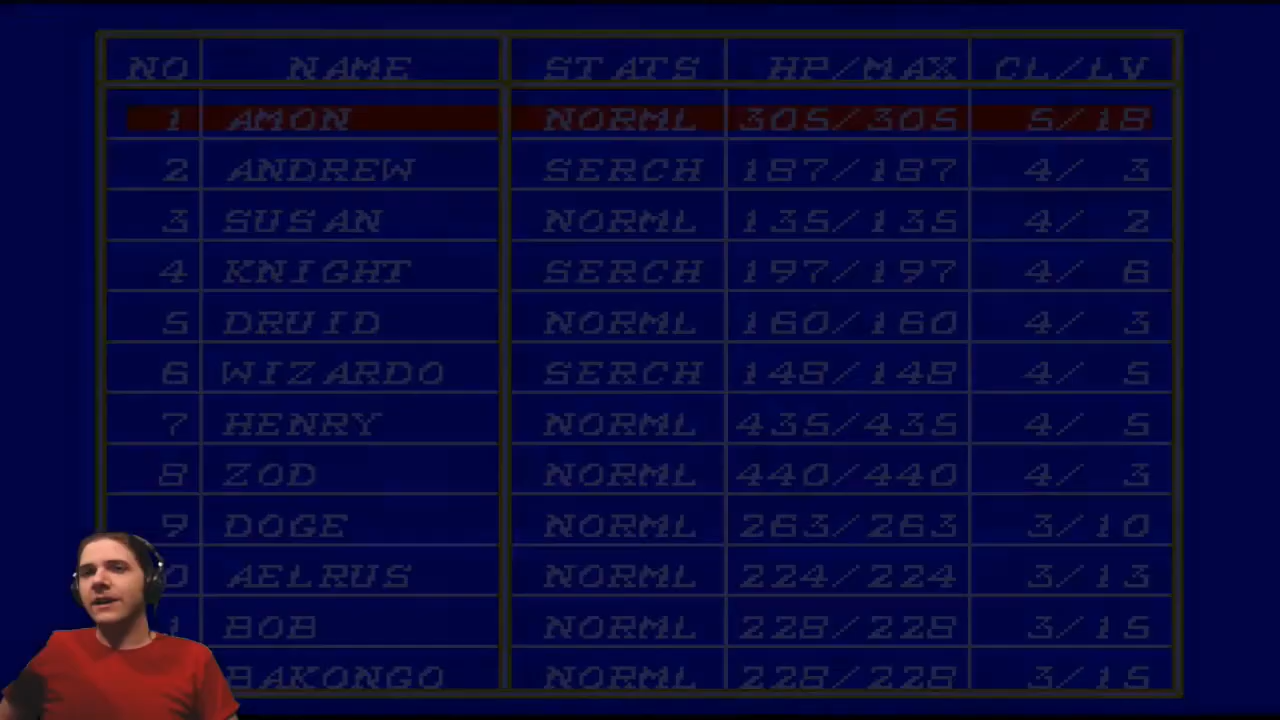 NO NAME STATS HP/MAX CL/LV
1 AMON NORML 305/305 5/18
2 ANDREW SERCH 187/187 4/ 3
3 SUSAN NORML 135/135 4/ 2
4 KNIGHT SERCH 197/197 4/ 6
5 DRUID NORML 160/160 4/ 3
6 WIZARDO SERCH 148/148 4/ 5
7 HENRY NORML 435/435 4/ 5
8 ZOD NORML 440/440 4/ 3
9 DOGE NORML 263/263 3/10
0 AELRUS NORML 224/224 3/13
1 BOB NORML 228/228 3/15
BAKONGO NORML 228/228 3/15